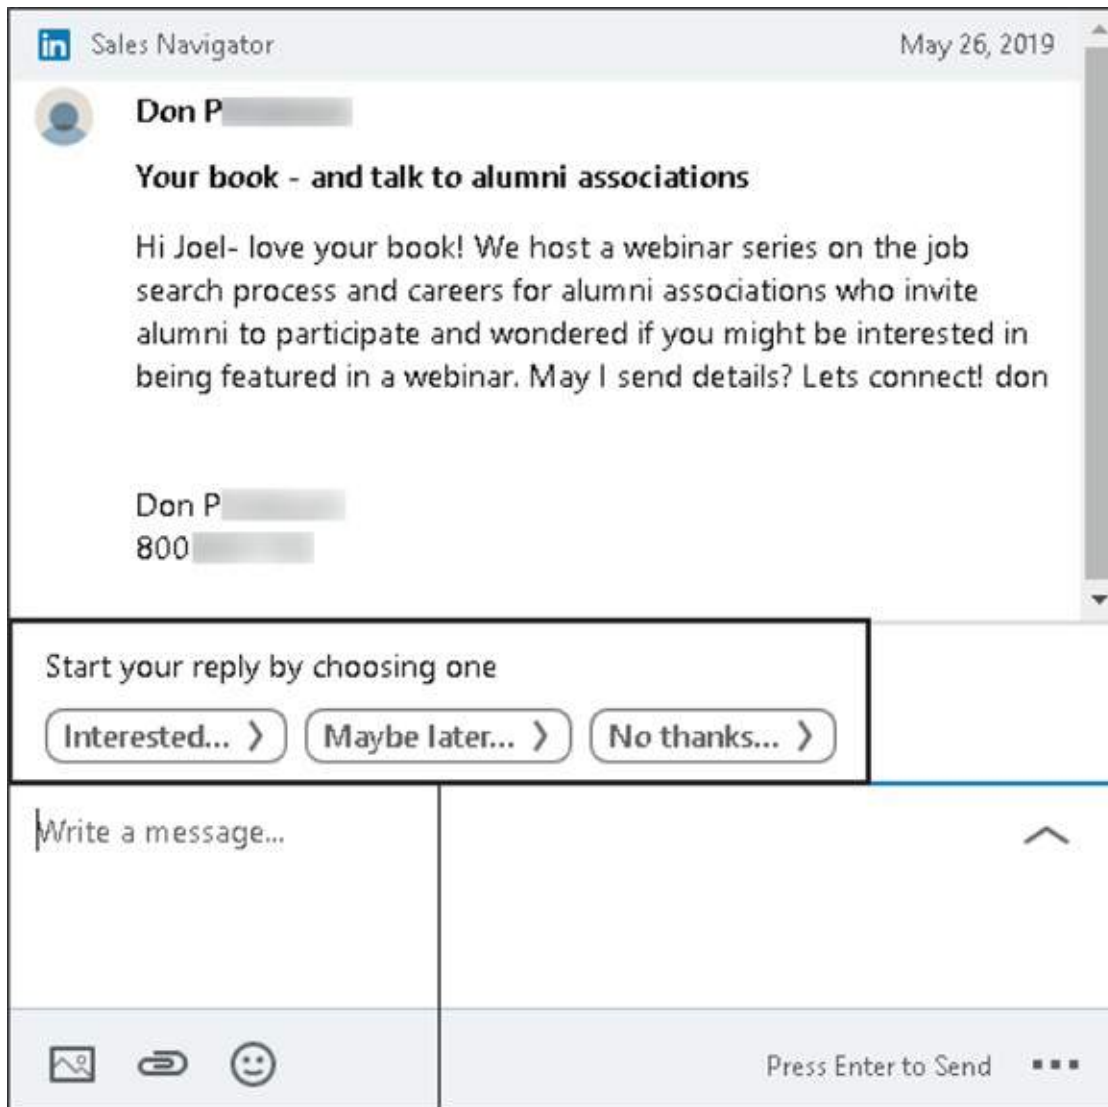 in Sales Navigator May 26, 2019
Don P
Your book - and talk to alumni associations
Hi Joel- love your book! We host a webinar series on the job
search process and careers for alumni associations who invite
alumni to participate and wondered if you might be interested in
being featured in a webinar. May I send details? Lets connect! don
Don P
800
Start your reply by choosing one
Interested... Maybe later... No thanks...
Write a message...
Press Enter to Send